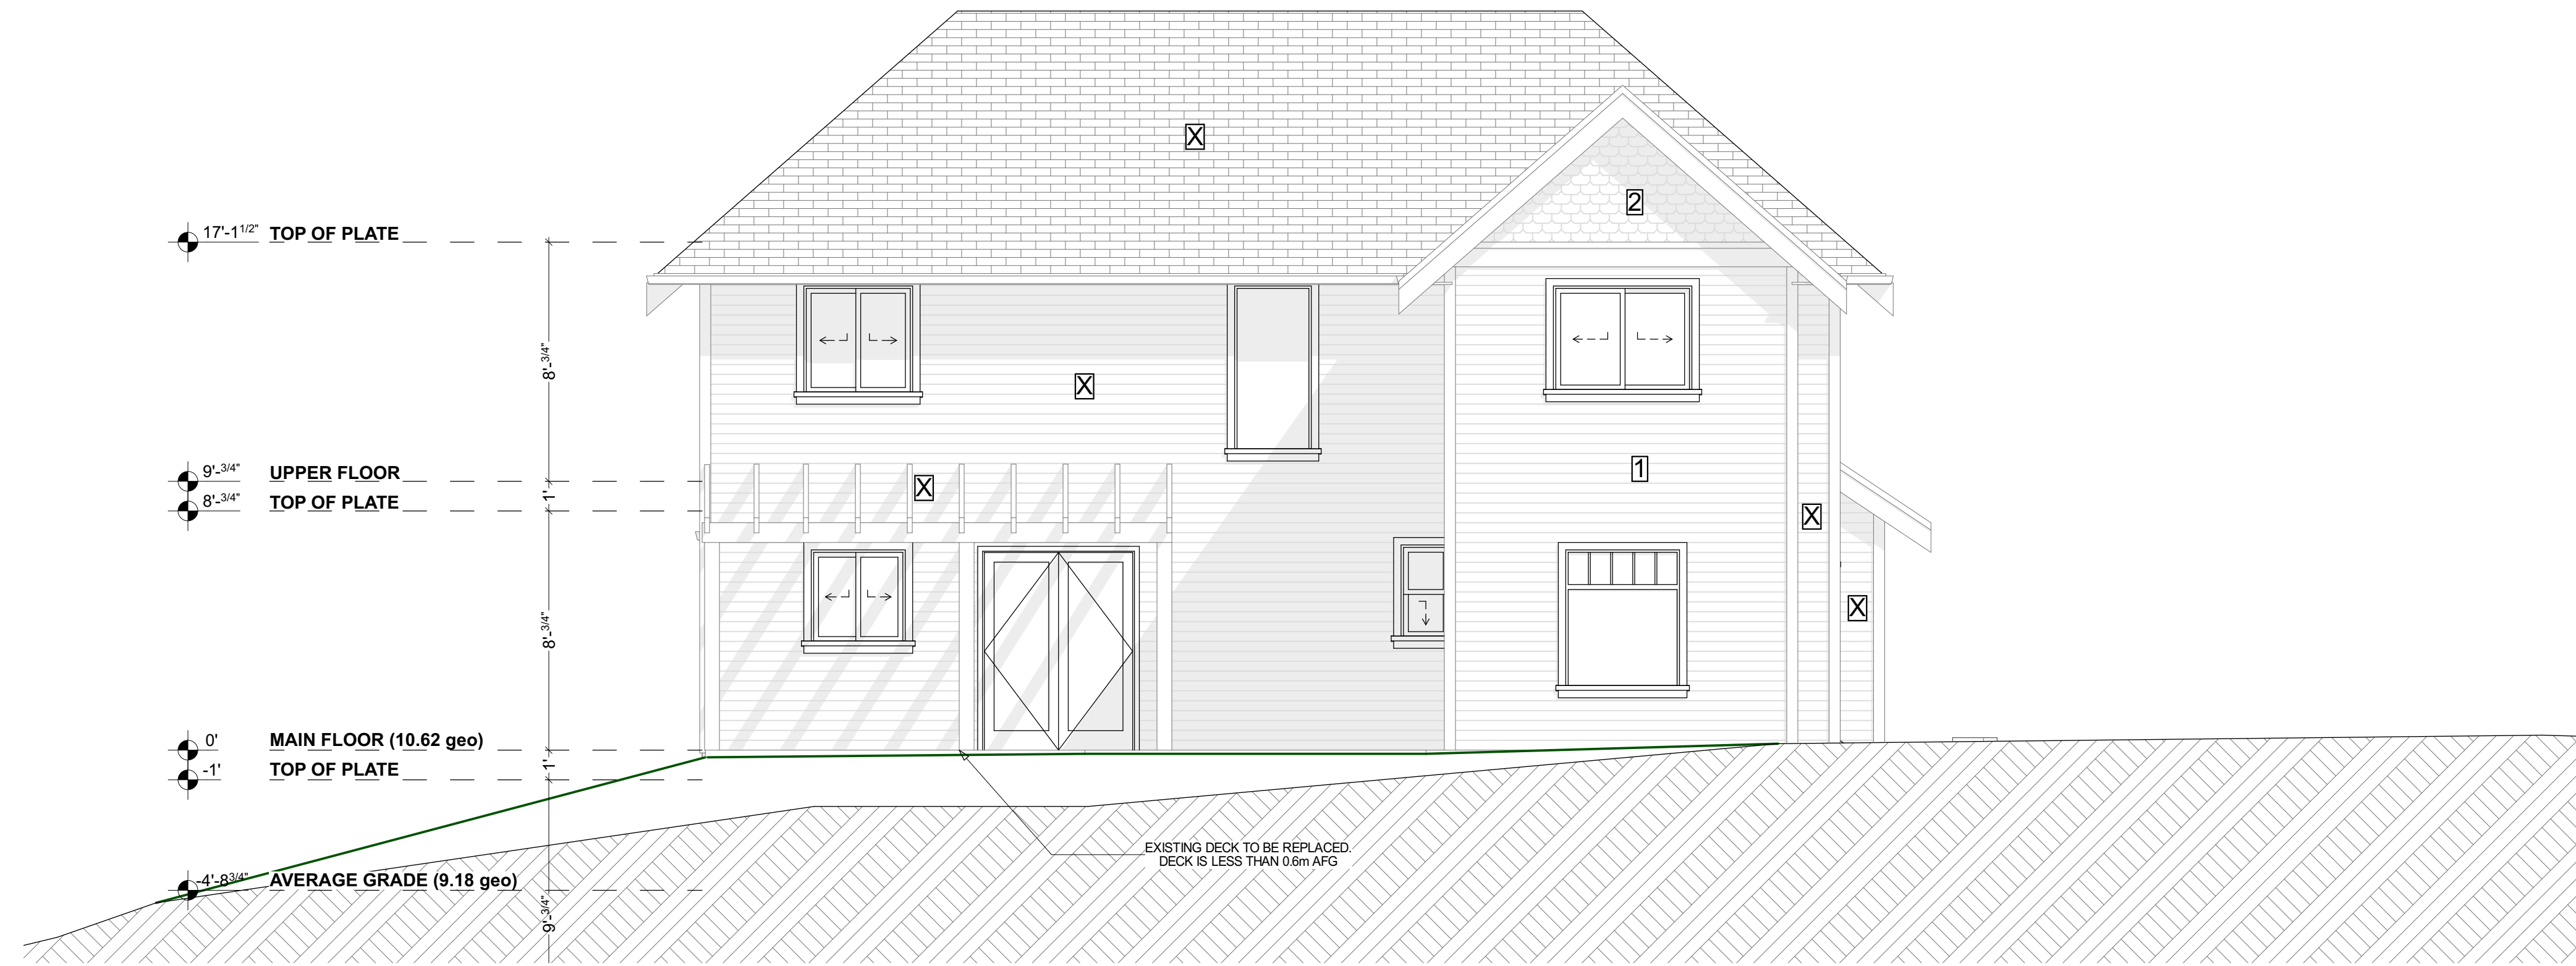 X
2
17'-1 1/2" TOP OF PLATE
8'-3/4"
X
1
9'-3/4" UPPER FLOOR
X
8'-3/4" TOP OF PLATE
1'
X
X
8'-3/4"
0' MAIN FLOOR (10.62 geo)
-1' TOP OF PLATE
1'
EXISTING DECK TO BE REPLACED.
DECK IS LESS THAN 0.6m AFG
-4'-8 3/4" AVERAGE GRADE (9.18 geo)
9'-3/4"